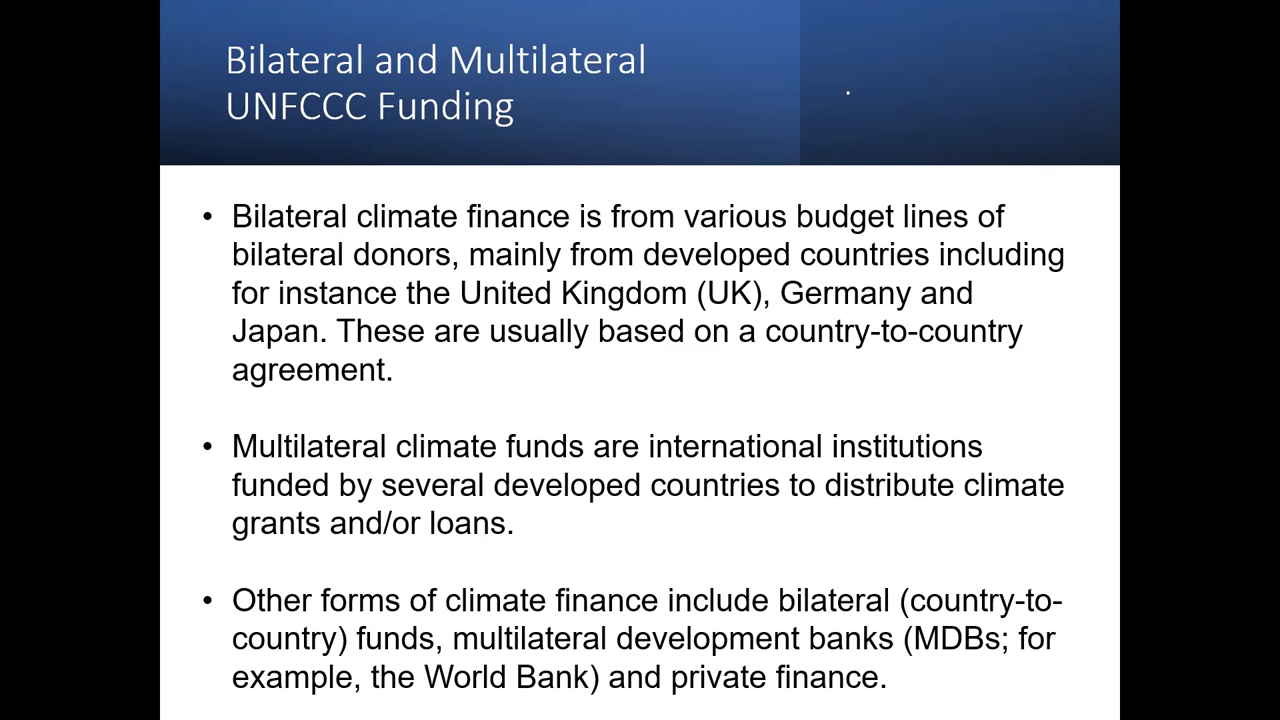 Bilateral and Multilateral
UNFCCC Funding
.
• Bilateral climate finance is from various budget lines of
bilateral donors, mainly from developed countries including
for instance the United Kingdom (UK), Germany and
Japan. These are usually based on a country-to-country
agreement.
• Multilateral climate funds are international institutions
funded by several developed countries to distribute climate
grants and/or loans.
• Other forms of climate finance include bilateral (country-to-
country) funds, multilateral development banks (MDBs; for
example, the World Bank) and private finance.